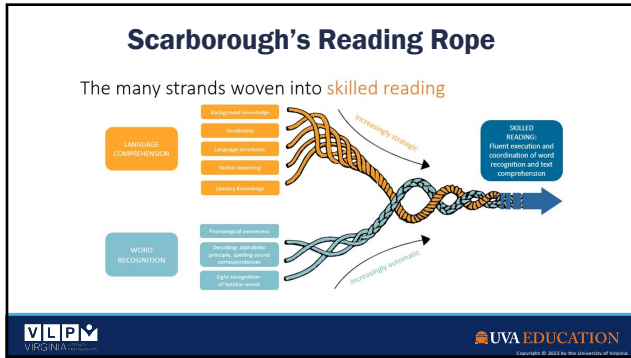 Scarborough's Reading Rope
The many strands woven into skilled reading
LANGUAGE
COMPREHENSION
Background knowledge
Vocabulary
Language structures
Verbal reasoning
Literacy Knowledge
Increasingly strategic
SKILLED
READING:
Fluent execution and
coordination of word
recognition and text
comprehension
WORD
RECOGNITION
Phonological awareness
Decoding- alphabetic
principle, spelling-sound
correspondences
Sight recognition–
of familiar words
Increasingly automatic
VLP
VIRGINIA
UVA EDUCATION
Copyright © 2023 by the University of Virginia